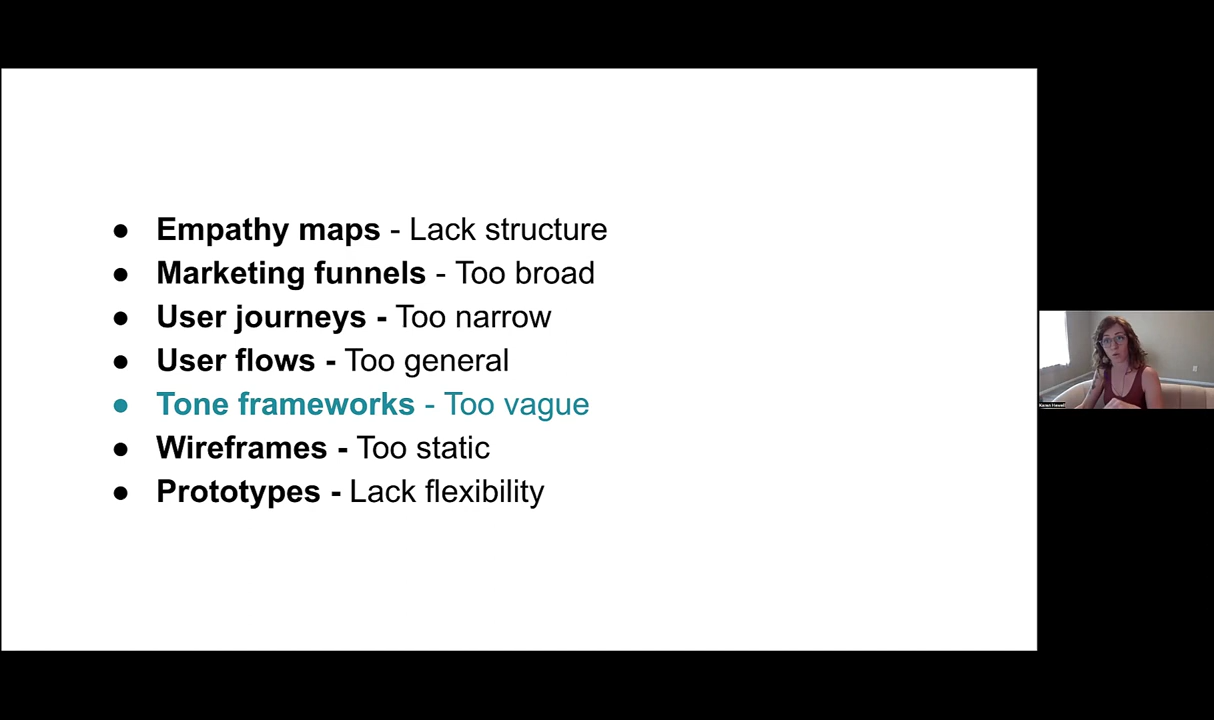 ● Empathy maps - Lack structure
● Marketing funnels - Too broad
● User journeys - Too narrow
● User flows - Too general
● Tone frameworks - Too vague
● Wireframes - Too static
● Prototypes - Lack flexibility